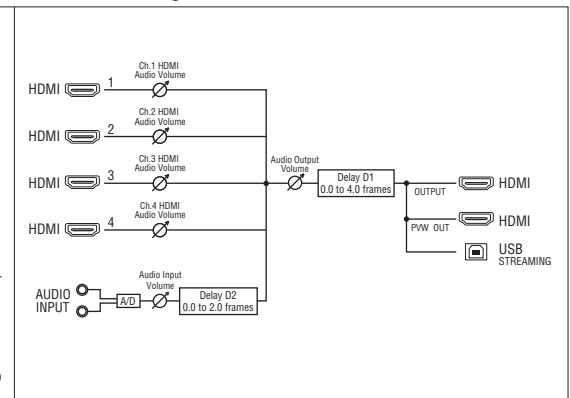 Ch.1 HDMI
Audio Volume
HDMI 1
Ch.2 HDMI
Audio Volume
HDMI 2
Ch.3 HDMI
Audio Volume
HDMI 3
Ch.4 HDMI
Audio Volume
HDMI 4
Audio Input
Volume
AUDIO
INPUT
A/D
Delay D2
0.0 to 2.0 frames
Audio Output
Volume
Delay D1
0.0 to 4.0 frames
OUTPUT
HDMI
PVW OUT
HDMI
USB
STREAMING